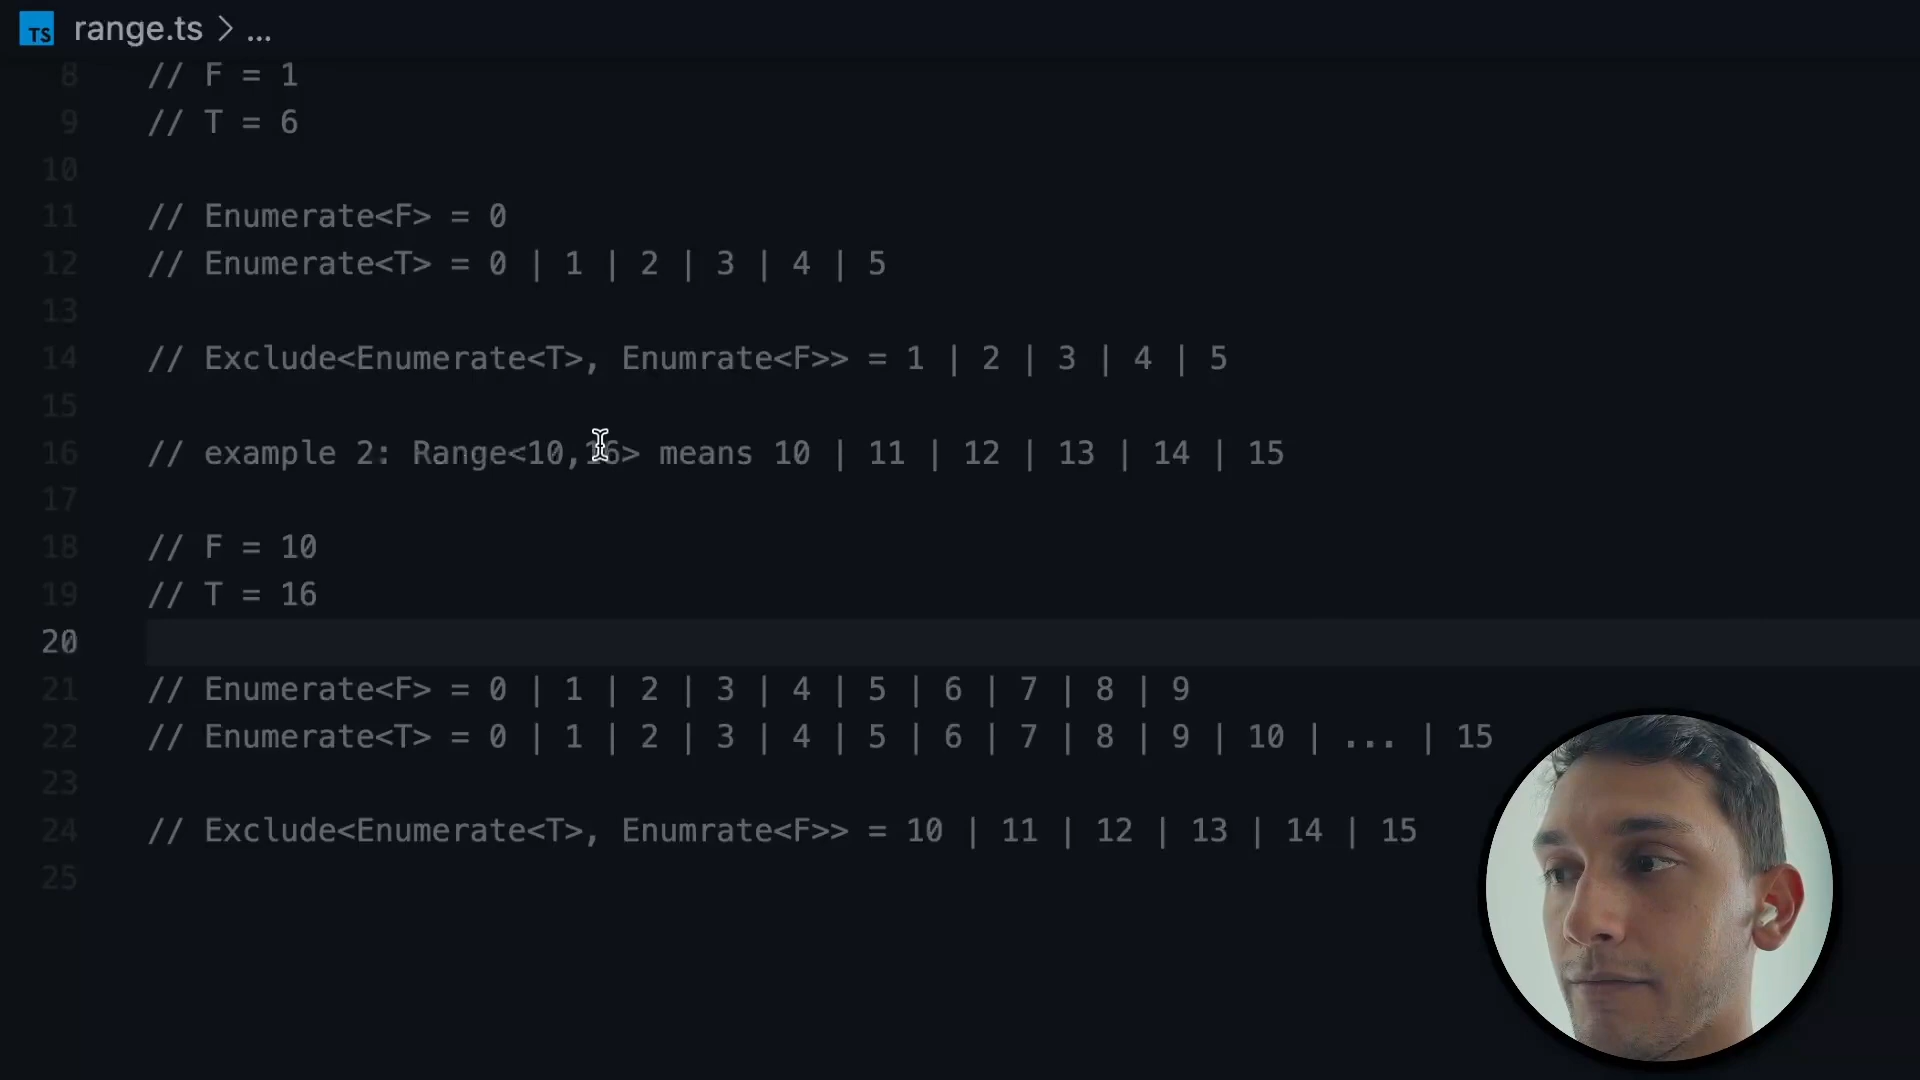 TS range.ts > ...
8 // F = 1
9 // T = 6
10
11 // Enumerate<F> = 0
12 // Enumerate<T> = 0 | 1 | 2 | 3 | 4 | 5
13
14 // Exclude<Enumerate<T>, Enumrate<F>> = 1 | 2 | 3 | 4 | 5
15
16 // example 2: Range<10,16> means 10 | 11 | 12 | 13 | 14 | 15
17
18 // F = 10
19 // T = 16
20
21 // Enumerate<F> = 0 | 1 | 2 | 3 | 4 | 5 | 6 | 7 | 8 | 9
22 // Enumerate<T> = 0 | 1 | 2 | 3 | 4 | 5 | 6 | 7 | 8 | 9 | 10 | ... | 15
23
24 // Exclude<Enumerate<T>, Enumrate<F>> = 10 | 11 | 12 | 13 | 14 | 15
25